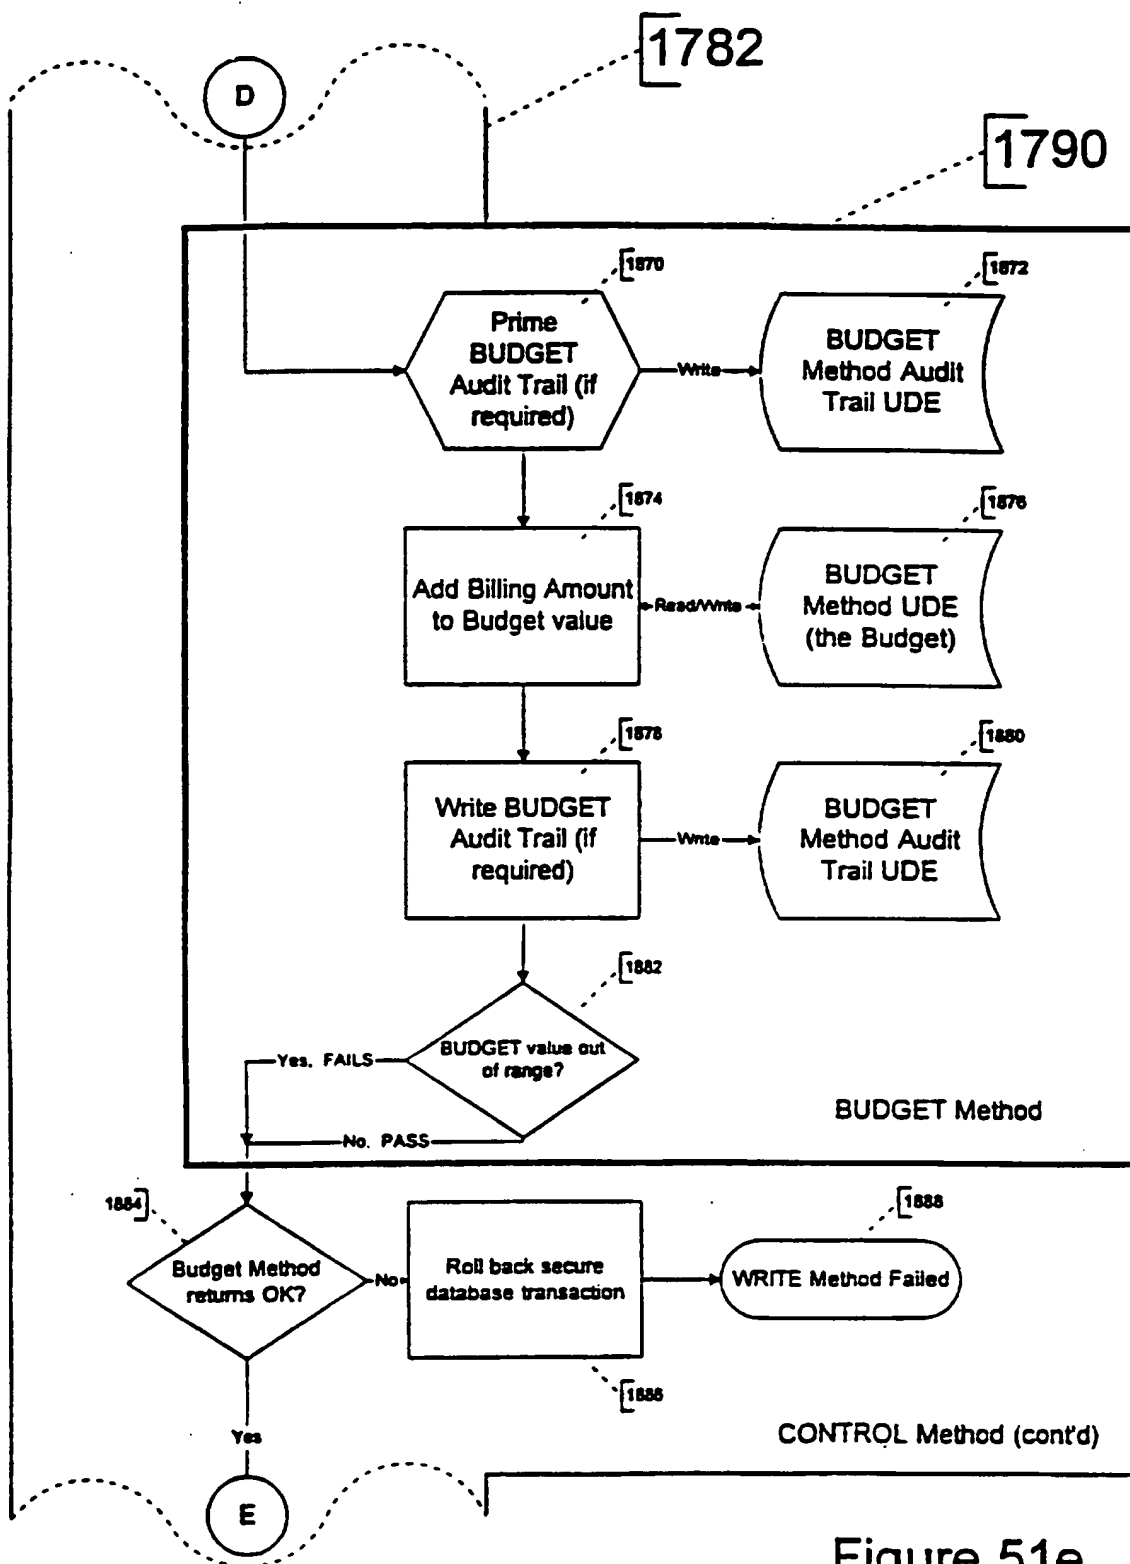 1782
D
1790
1870
1872
Prime
BUDGET
Audit Trail (if
required)
Write
BUDGET
Method Audit
Trail UDE
1874
1876
Add Billing Amount
to Budget value
Read/Write
BUDGET
Method UDE
(the Budget)
1878
1880
Write BUDGET
Audit Trail (if
required)
Write
BUDGET
Method Audit
Trail UDE
1882
BUDGET value out
of range?
Yes, FAILS
No, PASS
BUDGET Method
1884
1888
Budget Method
returns OK?
No
Roll back secure
database transaction
WRITE Method Failed
1886
Yes
CONTROL Method (cont'd)
E
Figure 51e